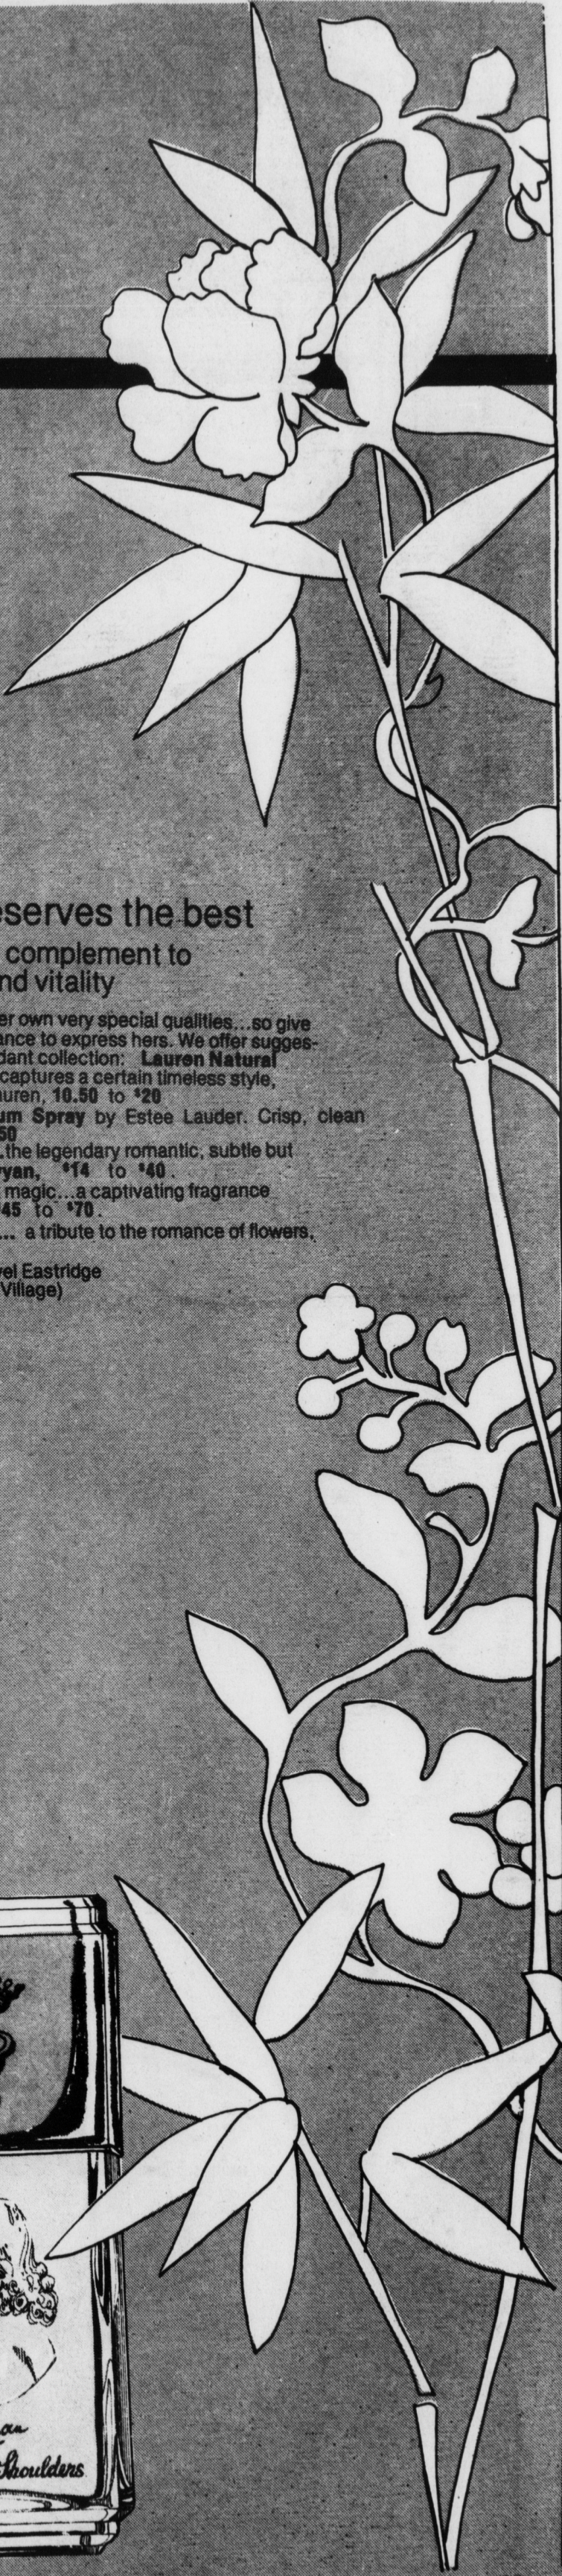 eserves the best
complement to
nd vitality
er own very special qualities...so give
ance to express hers. We offer sugges-
dant collection: Lauren Natural
captures a certain timeless style,
auren, 10.50 to $20
um Spray by Estee Lauder. Crisp, clean
50
.the legendary romantic, subtle but
yan, $14 to $40.
magic...a captivating fragrance
45 to $70.
... a tribute to the romance of flowers,
vel Eastridge
Village)
an
Shoulders